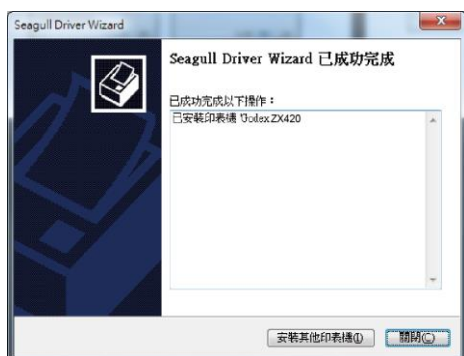 Seagull Driver Wizard
Seagull Driver Wizard 已成功完成
已成功完成以下操作：
已安裝印表機 'Godex ZX420
安裝其他印表機(I)
關閉(C)